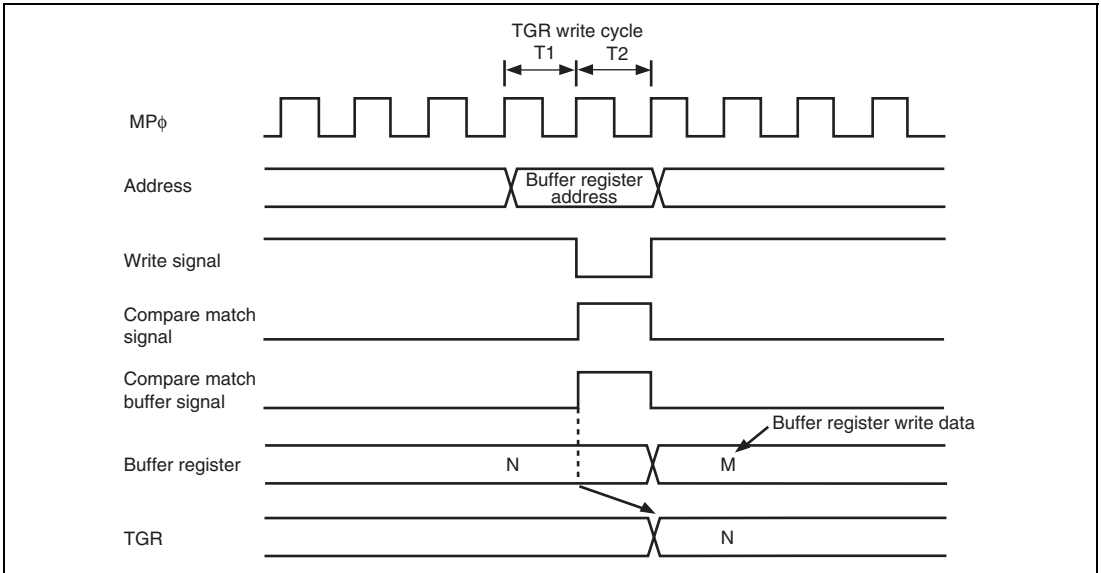 TGR write cycle
T1 T2
MPϕ
Address
Buffer register
address
Write signal
Compare match
signal
Compare match
buffer signal
Buffer register write data
Buffer register
N
M
TGR
N